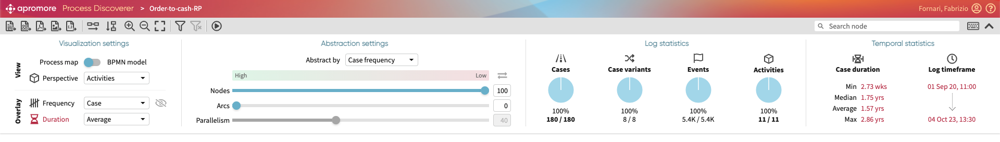 apromore Process Discoverer > Order-to-cash-RP
Fornari, Fabrizio
Search node
Visualization settings
View
Process map BPMN model
Perspective Activities
Overlay
Frequency Case
Duration Average
Abstraction settings
Abstract by Case frequency
High Low
Nodes 100
Arcs 0
Parallelism 40
Log statistics
Cases Case variants Events Activities
100% 100% 100% 100%
180 / 180 8 / 8 5.4K / 5.4K 11 / 11
Temporal statistics
Case duration Log timeframe
Min 2.73 wks 01 Sep 20, 11:00
Median 1.75 yrs
Average 1.57 yrs
Max 2.86 yrs 04 Oct 23, 13:30